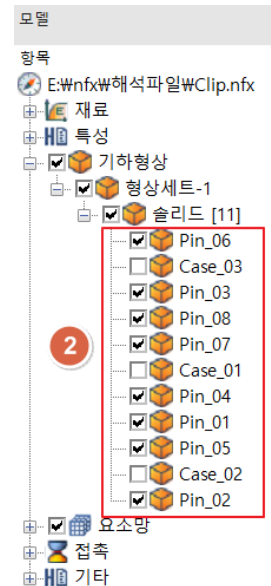 모델
항목
E:₩nfx₩해석파일₩Clip.nfx
재료
특성
기하형상
형상세트-1
솔리드 [11]
Pin_06
Case_03
Pin_03
Pin_08
2
Pin_07
Case_01
Pin_04
Pin_01
Pin_05
Case_02
Pin_02
요소망
접촉
기타